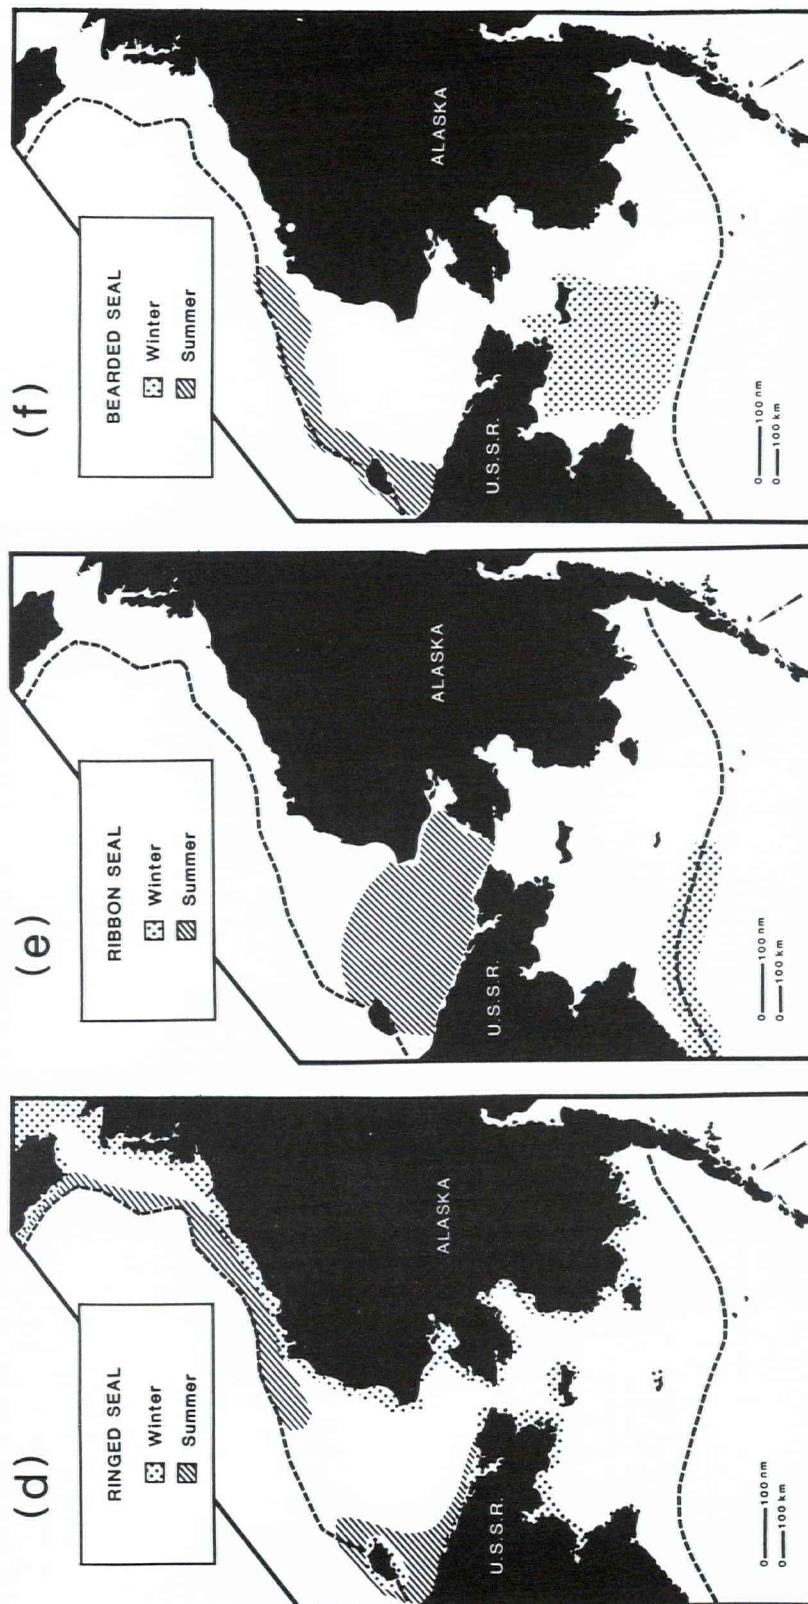 (d)
RINGED SEAL
Winter
Summer
ALASKA
U.S.S.R.
0 100 nm
0 100 km
(e)
RIBBON SEAL
Winter
Summer
ALASKA
U.S.S.R.
0 100 nm
0 100 km
(f)
BEARDED SEAL
Winter
Summer
ALASKA
U.S.S.R.
0 100 nm
0 100 km